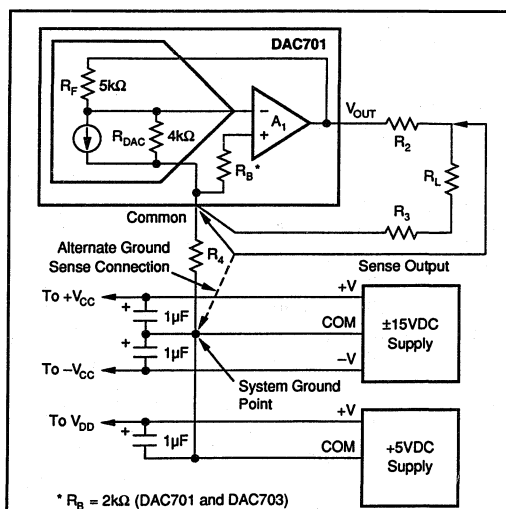 DAC701
R_F 5kΩ
R_DAC 4kΩ
−
+
A_1
R_B*
V_OUT
R_2
R_L
R_3
Common
R_4
Alternate Ground
Sense Connection
Sense Output
To +V_CC
+
1µF
+
1µF
To −V_CC
+V
COM
−V
±15VDC
Supply
System Ground
Point
To V_DD
+
1µF
+V
COM
+5VDC
Supply
* R_B = 2kΩ (DAC701 and DAC703)